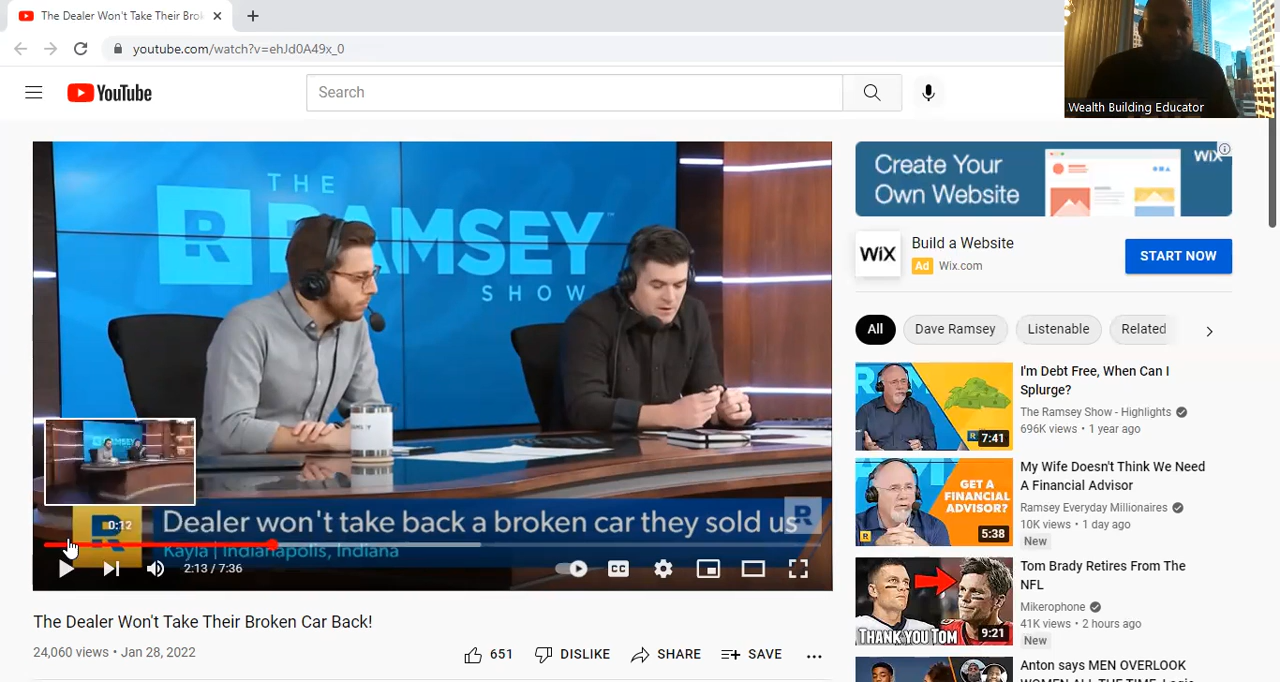 The Dealer Won't Take Their Brok
youtube.com/watch?v=ehJd0A49x_0
Wealth Building Educator
YouTube
Search
THE
RAMSEY
SHOW
R
RAMSEY
0:12
R
Dealer won't take back a broken car they sold us
R
Kayla | Indianapolis, Indiana
2:13 / 7:36
CC
The Dealer Won't Take Their Broken Car Back!
24,060 views • Jan 28, 2022
651
DISLIKE
SHARE
SAVE
Create Your
Own Website
WiX
WiX
Build a Website
Ad Wix.com
START NOW
All
Dave Ramsey
Listenable
Related
I'm Debt Free, When Can I
Splurge?
The Ramsey Show - Highlights
696K views • 1 year ago
7:41
My Wife Doesn't Think We Need
A Financial Advisor
Ramsey Everyday Millionaires
10K views • 1 day ago
New
GET A
FINANCIAL
ADVISOR?
5:38
Tom Brady Retires From The
NFL
Mikerophone
41K views • 2 hours ago
New
THANK YOU TOM
9:21
Anton says MEN OVERLOOK